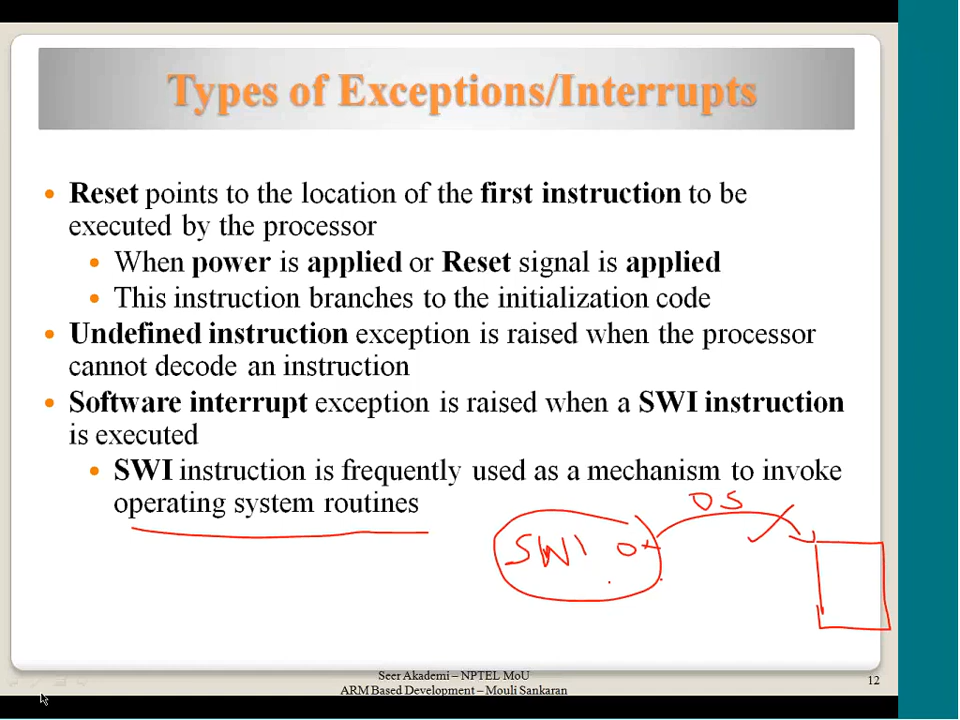 Types of Exceptions/Interrupts
• Reset points to the location of the first instruction to be
executed by the processor
• When power is applied or Reset signal is applied
• This instruction branches to the initialization code
• Undefined instruction exception is raised when the processor
cannot decode an instruction
• Software interrupt exception is raised when a SWI instruction
is executed
• SWI instruction is frequently used as a mechanism to invoke
operating system routines
OS
SWI
Seer Akademi – NPTEL MoU
ARM Based Development – Mouli Sankaran
12